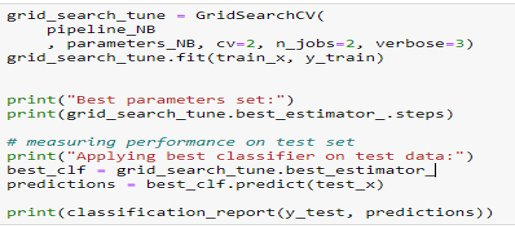 grid_search_tune = GridSearchCV(
    pipeline_NB
    , parameters_NB, cv=2, n_jobs=2, verbose=3)
grid_search_tune.fit(train_x, y_train)
print("Best parameters set:")
print(grid_search_tune.best_estimator_.steps)
# measuring performance on test set
print("Applying best classifier on test data:")
best_clf = grid_search_tune.best_estimator_
predictions = best_clf.predict(test_x)
print(classification_report(y_test, predictions))